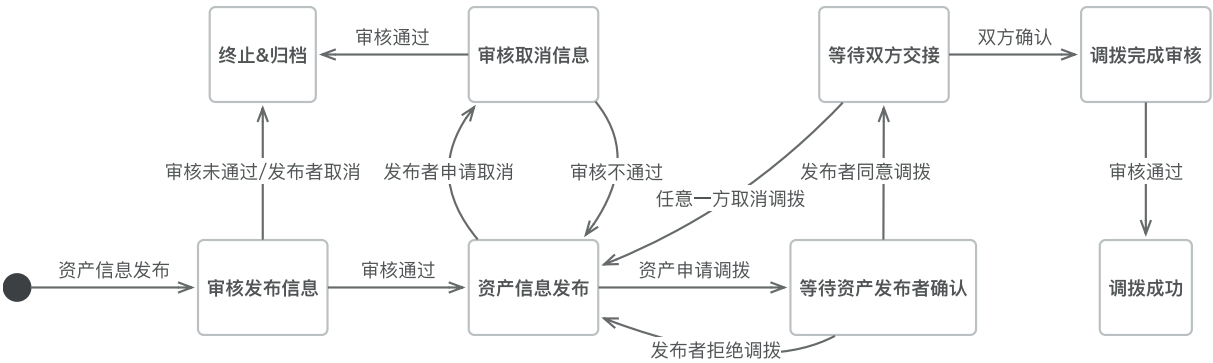 审核通过
双方确认
终止&归档
审核取消信息
等待双方交接
调拨完成审核
审核未通过/发布者取消
发布者申请取消
审核不通过
发布者同意调拨
审核通过
任意一方取消调拨
资产信息发布
审核通过
资产申请调拨
审核发布信息
资产信息发布
等待资产发布者确认
调拨成功
发布者拒绝调拨